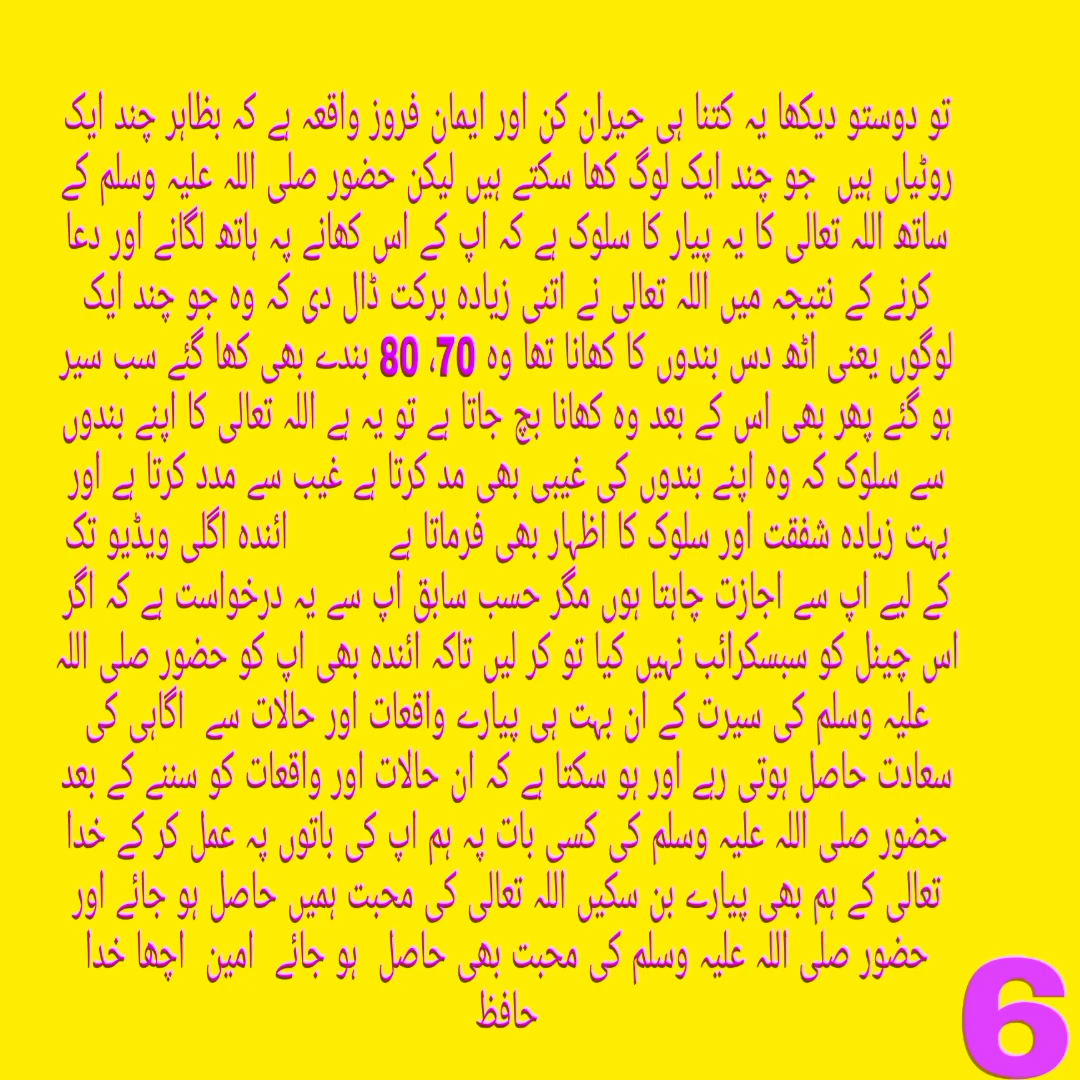 تو دوستو دیکھا یہ کتنا ہی حیران کن اور ایمان فروز واقعہ ہے کہ بظاہر چند ایک
روٹیاں ہیں جو چند ایک لوگ کھا سکتے ہیں لیکن حضور صلی اللہ علیہ وسلم کے
ساتھ اللہ تعالی کا یہ پیار کا سلوک ہے کہ اپ کے اس کھانے پہ ہاتھ لگانے اور دعا
کرنے کے نتیجہ میں اللہ تعالی نے اتنی زیادہ برکت ڈال دی کہ وہ جو چند ایک
لوگوں یعنی اٹھ دس بندوں کا کھانا تھا وہ 70، 80 بندے بھی کھا گئے سب سیر
ہو گئے پھر بھی اس کے بعد وہ کھانا بچ جاتا ہے تو یہ ہے اللہ تعالی کا اپنے بندوں
سے سلوک کہ وہ اپنے بندوں کی غیبی بھی مد کرتا ہے غیب سے مدد کرتا ہے اور
بہت زیادہ شفقت اور سلوک کا اظہار بھی فرماتا ہے ائندہ اگلی ویڈیو تک
کے لیے اپ سے اجازت چاہتا ہوں مگر حسب سابق اپ سے یہ درخواست ہے کہ اگر
اس چینل کو سبسکرائب نہیں کیا تو کر لیں تاکہ ائندہ بھی اپ کو حضور صلی اللہ
علیہ وسلم کی سیرت کے ان بہت ہی پیارے واقعات اور حالات سے اگاہی کی
سعادت حاصل ہوتی رہے اور ہو سکتا ہے کہ ان حالات اور واقعات کو سننے کے بعد
حضور صلی اللہ علیہ وسلم کی کسی بات پہ ہم اپ کی باتوں پہ عمل کر کے خدا
تعالی کے ہم بھی پیارے بن سکیں اللہ تعالی کی محبت ہمیں حاصل ہو جائے اور
حضور صلی اللہ علیہ وسلم کی محبت بھی حاصل ہو جائے امین اچھا خدا
حافظ
6